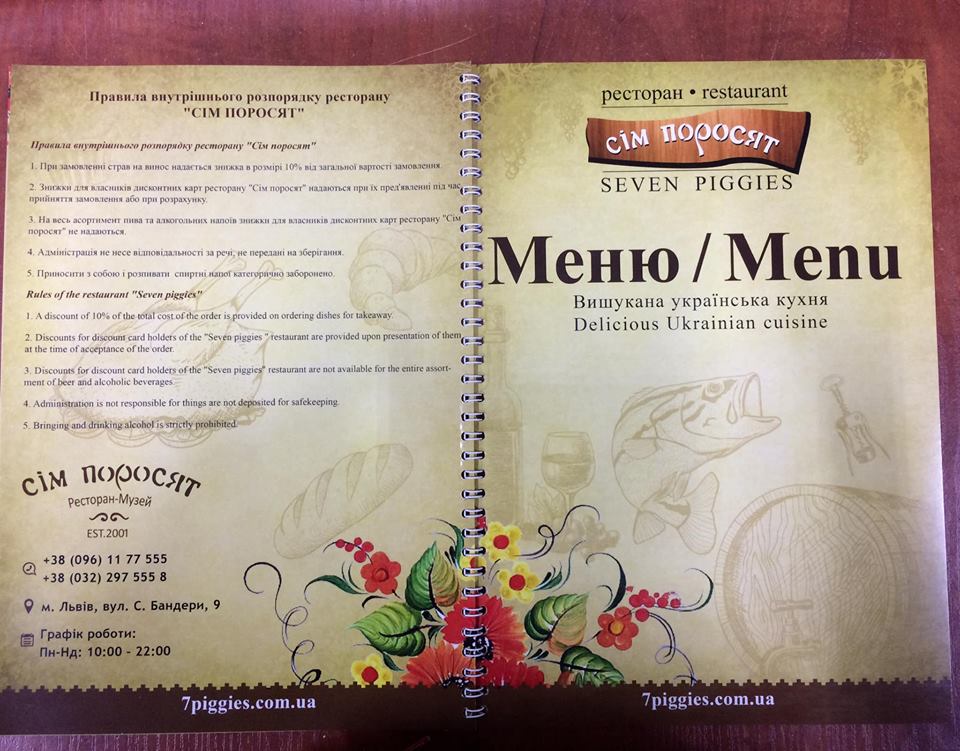 Правила внутрішнього розпорядку ресторану
"СІМ ПОРОСЯТ"
Правила внутрішнього розпорядку ресторану "Сім поросят"
1. При замовленні страв на винос надається знижка в розмірі 10% від загальної вартості замовлення.
2. Знижки для власників дисконтних карт ресторану "Сім поросят" надаються при їх пред'явленні під час
прийняття замовлення або при розрахунку.
3. На весь асортимент пива та алкогольних напоїв знижки для власників дисконтних карт ресторану "Сім
поросят" не надаються.
4. Адміністрація не несе відповідальності за речі, не передані на зберігання.
5. Приносити з собою і розпивати спиртні напої категорично заборонено.
Rules of the restaurant "Seven piggies"
1. A discount of 10% of the total cost of the order is provided on ordering dishes for takeaway.
2. Discounts for discount card holders of the "Seven piggies " restaurant are provided upon presentation of them
at the time of acceptance of the order.
3. Discounts for discount card holders of the "Seven piggies" restaurant are not available for the entire assort-
ment of beer and alcoholic beverages
4. Administration is not responsible for things are not deposited for safekeeping.
5. Bringing and drinking alcohol is strictly prohibited.
сім поросят
Ресторан-Музей
EST.2001
+38 (096) 11 77 555
+38 (032) 297 555 8
м. Львів, вул. С. Бандери, 9
Графік роботи:
Пн-Нд: 10:00 - 22:00
7piggies.com.ua
ресторан • restaurant
сім поросят
SEVEN PIGGIES
Меню / Menu
Вишукана українська кухня
Delicious Ukrainian cuisine
7piggies.com.ua